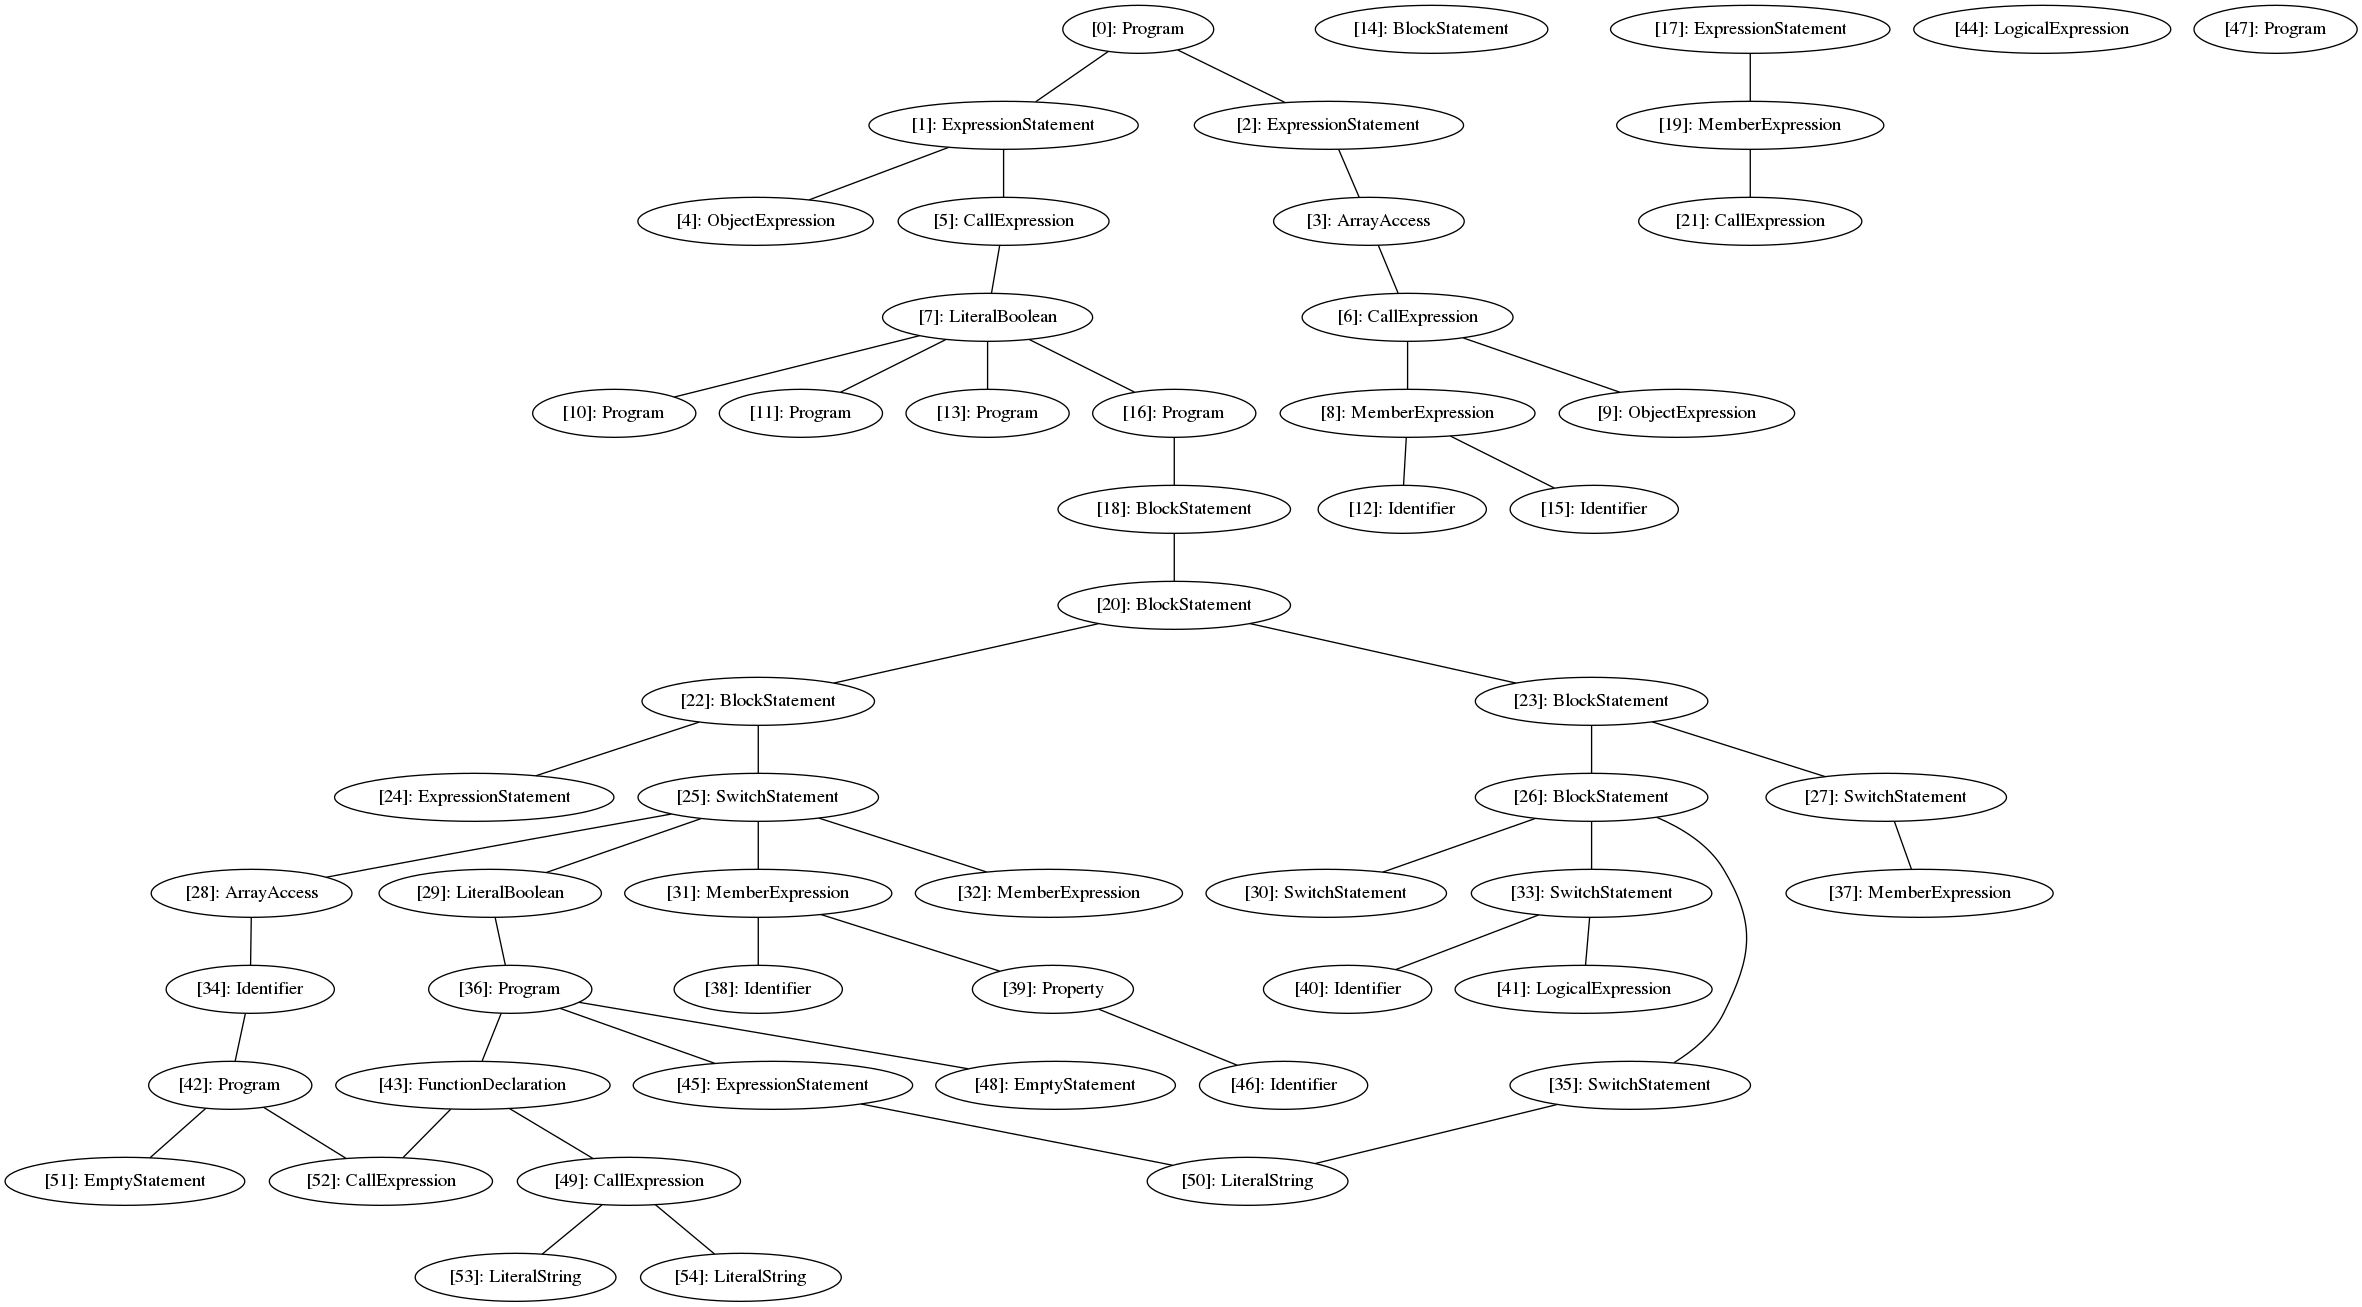 [0]: Program
[14]: BlockStatement
[17]: ExpressionStatement
[44]: LogicalExpression
[47]: Program
[1]: ExpressionStatement
[2]: ExpressionStatement
[19]: MemberExpression
[4]: ObjectExpression
[5]: CallExpression
[3]: ArrayAccess
[21]: CallExpression
[7]: LiteralBoolean
[6]: CallExpression
[10]: Program
[11]: Program
[13]: Program
[16]: Program
[8]: MemberExpression
[9]: ObjectExpression
[18]: BlockStatement
[12]: Identifier
[15]: Identifier
[20]: BlockStatement
[22]: BlockStatement
[23]: BlockStatement
[24]: ExpressionStatement
[25]: SwitchStatement
[26]: BlockStatement
[27]: SwitchStatement
[28]: ArrayAccess
[29]: LiteralBoolean
[31]: MemberExpression
[32]: MemberExpression
[30]: SwitchStatement
[33]: SwitchStatement
[37]: MemberExpression
[34]: Identifier
[36]: Program
[38]: Identifier
[39]: Property
[40]: Identifier
[41]: LogicalExpression
[42]: Program
[43]: FunctionDeclaration
[45]: ExpressionStatement
[48]: EmptyStatement
[46]: Identifier
[35]: SwitchStatement
[51]: EmptyStatement
[52]: CallExpression
[49]: CallExpression
[50]: LiteralString
[53]: LiteralString
[54]: LiteralString